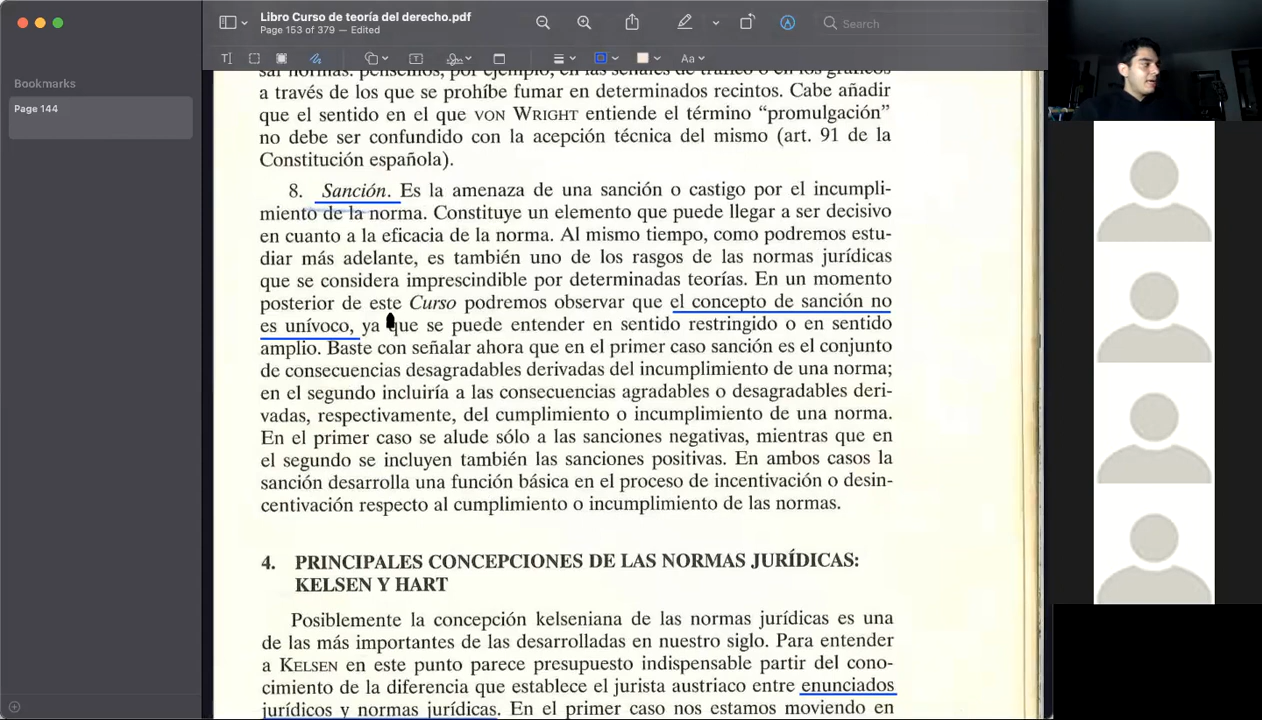 Libro Curso de teoría del derecho.pdf
Page 153 of 379 — Edited
Search
Aa
Bookmarks
Page 144
sar normas: pensemos, por ejemplo, en las señales de tráfico o en los gráficos
a través de los que se prohíbe fumar en determinados recintos. Cabe añadir
que el sentido en el que VON WRIGHT entiende el término “promulgación”
no debe ser confundido con la acepción técnica del mismo (art. 91 de la
Constitución española).
8. Sanción. Es la amenaza de una sanción o castigo por el incumpli-
miento de la norma. Constituye un elemento que puede llegar a ser decisivo
en cuanto a la eficacia de la norma. Al mismo tiempo, como podremos estu-
diar más adelante, es también uno de los rasgos de las normas jurídicas
que se considera imprescindible por determinadas teorías. En un momento
posterior de este Curso podremos observar que el concepto de sanción no
es unívoco, ya que se puede entender en sentido restringido o en sentido
amplio. Baste con señalar ahora que en el primer caso sanción es el conjunto
de consecuencias desagradables derivadas del incumplimiento de una norma;
en el segundo incluiría a las consecuencias agradables o desagradables deri-
vadas, respectivamente, del cumplimiento o incumplimiento de una norma.
En el primer caso se alude sólo a las sanciones negativas, mientras que en
el segundo se incluyen también las sanciones positivas. En ambos casos la
sanción desarrolla una función básica en el proceso de incentivación o desin-
centivación respecto al cumplimiento o incumplimiento de las normas.
4. PRINCIPALES CONCEPCIONES DE LAS NORMAS JURÍDICAS:
KELSEN Y HART
Posiblemente la concepción kelseniana de las normas jurídicas es una
de las más importantes de las desarrolladas en nuestro siglo. Para entender
a KELSEN en este punto parece presupuesto indispensable partir del cono-
cimiento de la diferencia que establece el jurista austriaco entre enunciados
jurídicos y normas jurídicas. En el primer caso nos estamos moviendo en